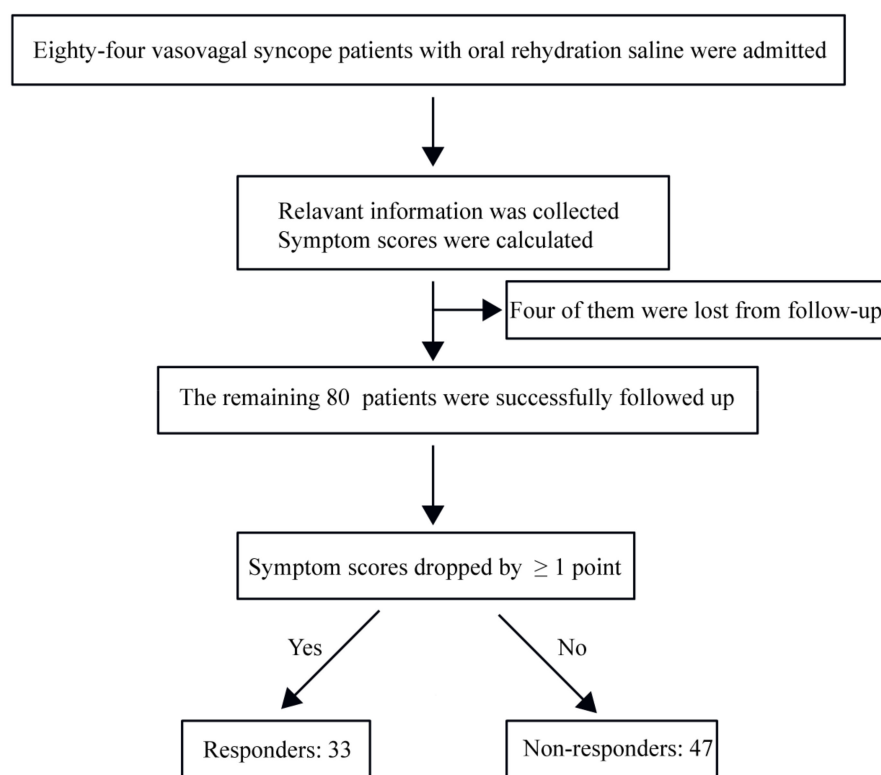 Eighty-four vasovagal syncope patients with oral rehydration saline were admitted
Relavant information was collected
Symptom scores were calculated
Four of them were lost from follow-up
The remaining 80 patients were successfully followed up
Symptom scores dropped by ≥ 1 point
Yes
No
Responders: 33
Non-responders: 47